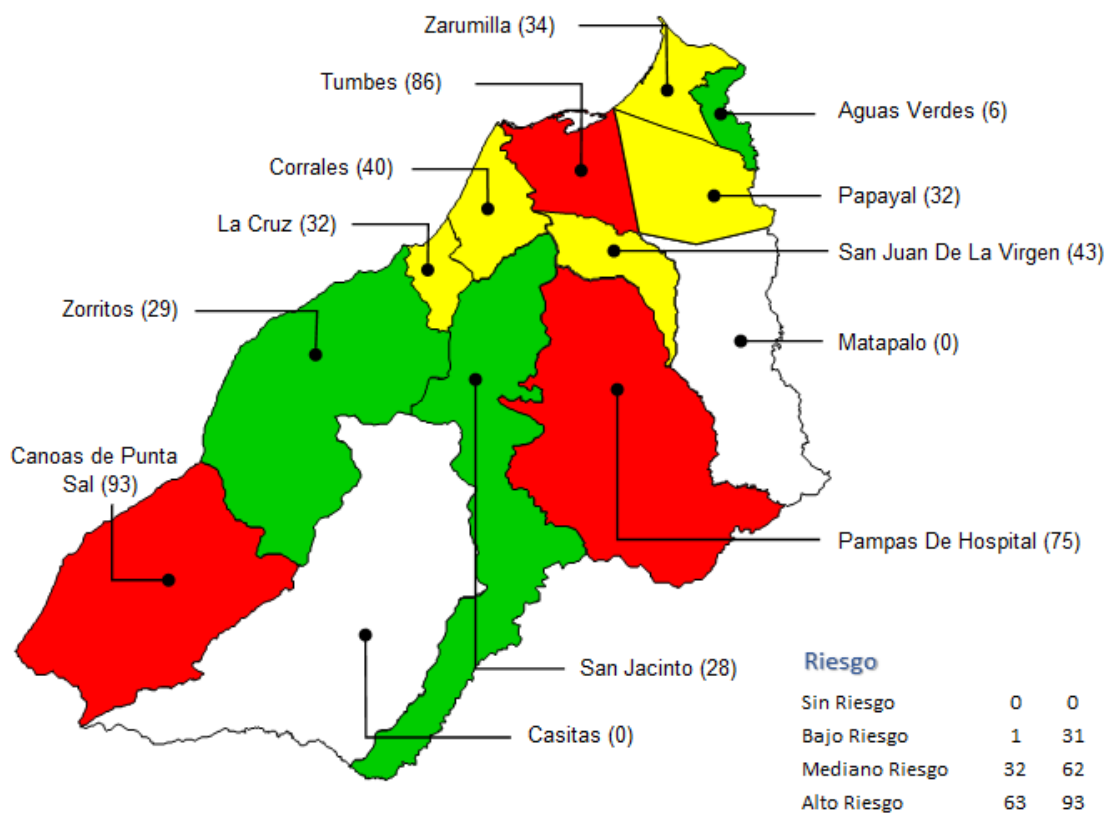 Zarumilla (34)
Tumbes (86)
Aguas Verdes (6)
Corrales (40)
Papayal (32)
La Cruz (32)
San Juan De La Virgen (43)
Zorritos (29)
Matapalo (0)
Canoas de Punta
Sal (93)
Pampas De Hospital (75)
San Jacinto (28)
Casitas (0)
Riesgo
Sin Riesgo 0 0
Bajo Riesgo 1 31
Mediano Riesgo 32 62
Alto Riesgo 63 93